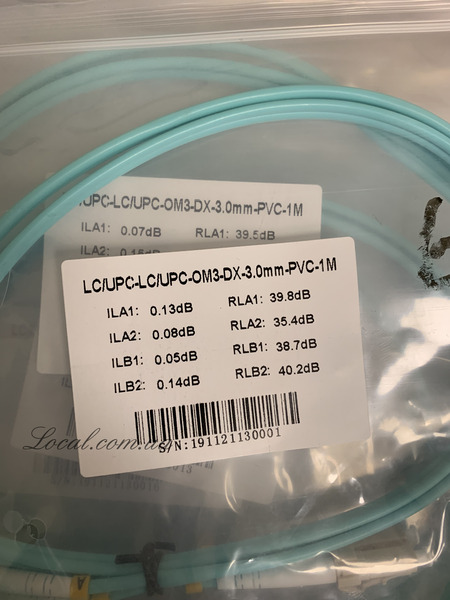 /UPC-LC/UPC-OM3-DX-3.0mm-PVC-1M
ILA1: 0.07dB RLA1: 39.5dB
ILA2:
LC/UPC-LC/UPC-OM3-DX-3.0mm-PVC-1M
ILA1: 0.13dB RLA1: 39.8dB
ILA2: 0.08dB RLA2: 35.4dB
ILB1: 0.05dB RLB1: 38.7dB
ILB2: 0.14dB RLB2: 40.2dB
S/N:191121130001
Local.com.ua